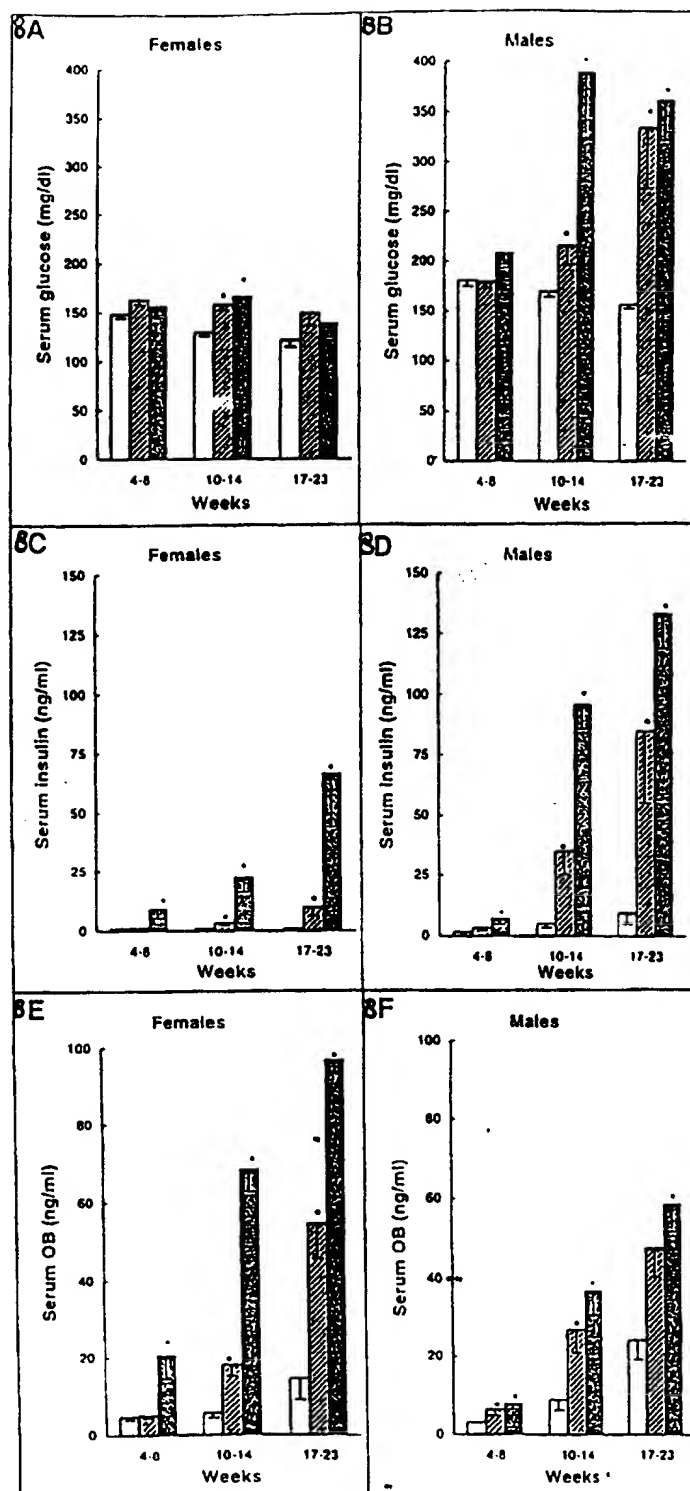 8A
Females
400
350
300
250
200
150
100
50
0
Serum glucose (mg/dl)
4-8
10-14
17-23
Weeks
8B
Males
400
350
300
250
200
150
100
50
0
Serum glucose (mg/dl)
4-8
10-14
17-23
Weeks
8C
Females
150
125
100
75
50
25
0
Serum insulin (ng/ml)
4-8
10-14
17-23
Weeks
8D
Males
150
125
100
75
50
25
0
Serum insulin (ng/ml)
4-8
10-14
17-23
Weeks
8E
Females
100
80
60
40
20
0
Serum OB (ng/ml)
4-8
10-14
17-23
Weeks
8F
Males
100
80
60
40
20
0
Serum OB (ng/ml)
4-8
10-14
17-23
Weeks